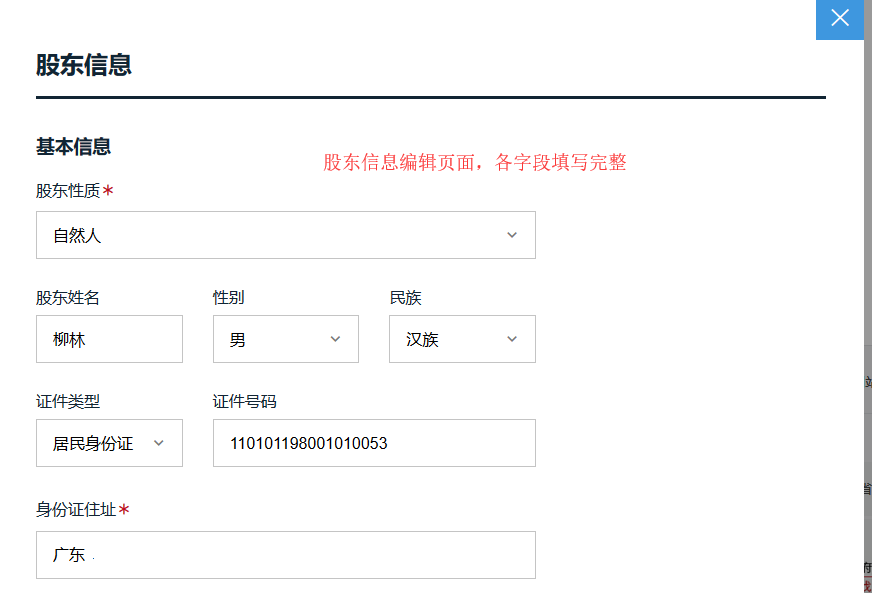 股东信息
基本信息
股东信息编辑页面，各字段填写完整
股东性质*
自然人
股东姓名 性别 民族
柳林 男 汉族
证件类型 证件号码
居民身份证 110101198001010053
身份证住址*
广东 .